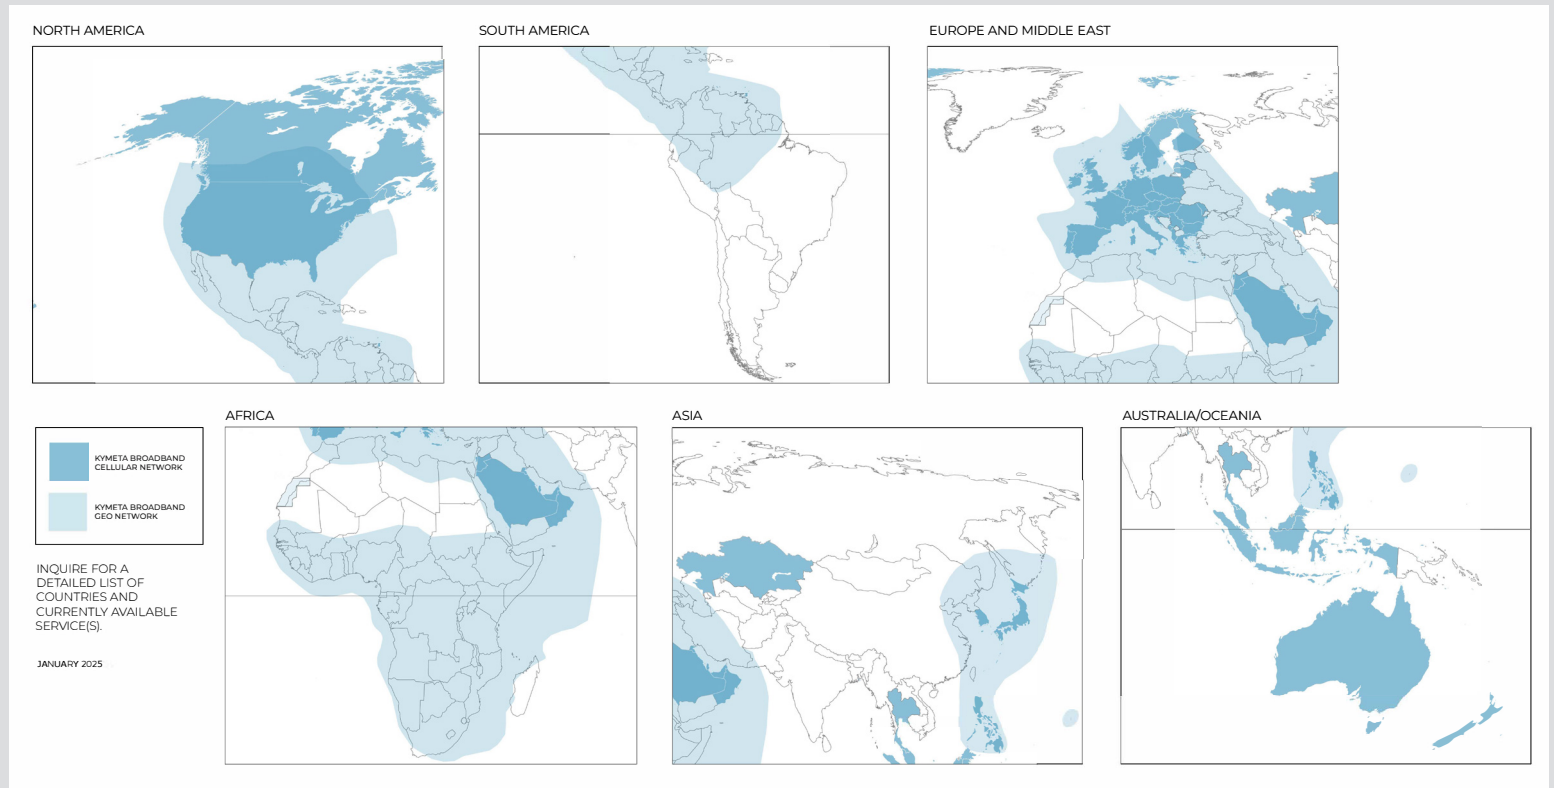 NORTH AMERICA
SOUTH AMERICA
EUROPE AND MIDDLE EAST
AFRICA
ASIA
AUSTRALIA/OCEANIA
KYMETA BROADBAND
CELLULAR NETWORK
KYMETA BROADBAND
GEO NETWORK
INQUIRE FOR A
DETAILED LIST OF
COUNTRIES AND
CURRENTLY AVAILABLE
SERVICE(S).
JANUARY 2025